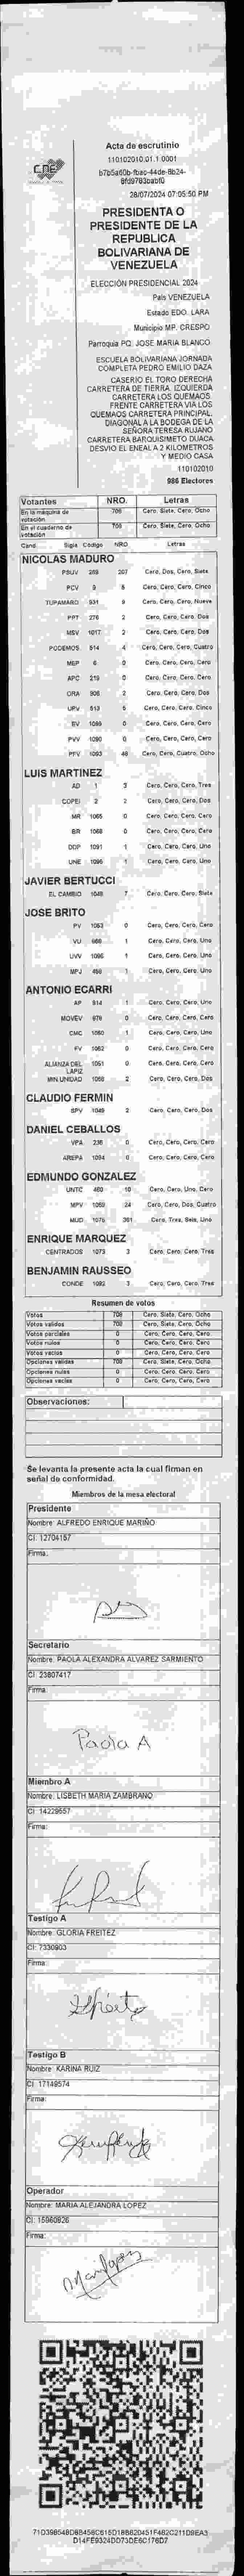 CNE
Acta de escrutinio
110102010.01.1.0001
b7b5a60b-fbac-44de-8b24-
8fd9783babf0
28/07/2024 07:05:50 PM
PRESIDENTA O
PRESIDENTE DE LA
REPUBLICA
BOLIVARIANA DE
VENEZUELA
ELECCIÓN PRESIDENCIAL 2024
País VENEZUELA
Estado EDO. LARA
Municipio MP. CRESPO
Parroquia PQ. JOSE MARIA BLANCO
ESCUELA BOLIVARIANA JORNADA
COMPLETA PEDRO EMILIO DAZA
CASERIO EL TORO DERECHA
CARRETERA DE TIERRA. IZQUIERDA
CARRETERA LOS QUEMAOS.
FRENTE CARRETERA VIA LOS
QUEMAOS CARRETERA PRINCIPAL.
DIAGONAL A LA BODEGA DE LA
SEÑORA TERESA RUJANO
CARRETERA BARQUISIMETO DUACA
DESVIO EL ENEAL A 2 KILOMETROS
Y MEDIO CASA
110102010
986 Electores
Votantes NRO. Letras
En la máquina de votación 708 Cero, Siete, Cero, Ocho
En el cuaderno de votación 708 Cero, Siete, Cero, Ocho
Cand Sigla Código NRO Letras
NICOLAS MADURO
PSUV 207 Cero, Dos, Cero, Siete
PCV 5 Cero, Cero, Cero, Cinco
TUPAMARO 931 9 Cero, Cero, Cero, Nueve
PPT 276 2 Cero, Cero, Cero, Dos
MSV 1017 2 Cero, Cero, Cero, Dos
PODEMOS 514 4 Cero, Cero, Cero, Cuatro
MEP 6 0 Cero, Cero, Cero, Cero
APC 219 0 Cero, Cero, Cero, Cero
ORA 906 2 Cero, Cero, Cero, Dos
UPV 513 5 Cero, Cero, Cero, Cinco
EV 1089 0 Cero, Cero, Cero, Cero
PVV 1090 0 Cero, Cero, Cero, Cero
PFV 1093 48 Cero, Cero, Cuatro, Ocho
LUIS MARTINEZ
AD 1 3 Cero, Cero, Cero, Tres
COPEI 2 2 Cero, Cero, Cero, Dos
MR 1065 0 Cero, Cero, Cero, Cero
BR 1068 0 Cero, Cero, Cero, Cero
DDP 1091 1 Cero, Cero, Cero, Uno
UNE 1096 1 Cero, Cero, Cero, Uno
JAVIER BERTUCCI
EL CAMBIO 1048 7 Cero, Cero, Cero, Siete
JOSE BRITO
PV 1053 0 Cero, Cero, Cero, Cero
VU 1 Cero, Cero, Cero, Uno
UVV 1 Cero, Cero, Cero, Uno
MPJ 1 Cero, Cero, Cero, Uno
ANTONIO ECARRI
AP 914 1 Cero, Cero, Cero, Uno
MOVEV 978 0 Cero, Cero, Cero, Cero
CMC 1050 1 Cero, Cero, Cero, Uno
FV 1062 0 Cero, Cero, Cero, Cero
ALIANZA DEL LAPIZ 1051 0 Cero, Cero, Cero, Cero
MIN UNIDAD 2 Cero, Cero, Cero, Dos
CLAUDIO FERMIN
SPV 1049 2 Cero, Cero, Cero, Dos
DANIEL CEBALLOS
VPA 0 Cero, Cero, Cero, Cero
AREPA 1094 0 Cero, Cero, Cero, Cero
EDMUNDO GONZALEZ
UNTC 460 10 Cero, Cero, Uno, Cero
MPV 1069 24 Cero, Cero, Dos, Cuatro
MUD 1076 361 Cero, Tres, Seis, Uno
ENRIQUE MARQUEZ
CENTRADOS 1073 3 Cero, Cero, Cero, Tres
BENJAMIN RAUSSEO
CONDE 1092 3 Cero, Cero, Cero, Tres
Resumen de votos
Votos 708 Cero, Siete, Cero, Ocho
Votos validos 708 Cero, Siete, Cero, Ocho
Votos parciales 0 Cero, Cero, Cero, Cero
Votos nulos 0 Cero, Cero, Cero, Cero
Votos vacios 0 Cero, Cero, Cero, Cero
Opciones validas 708 Cero, Siete, Cero, Ocho
Opciones nulas 0 Cero, Cero, Cero, Cero
Opciones vacias 0 Cero, Cero, Cero, Cero
Observaciones:
Se levanta la presente acta la cual firman en
señal de conformidad.
Miembros de la mesa electoral
Presidente
Nombre: ALFREDO ENRIQUE MARIÑO
CI: 12704157
Firma:
Secretario
Nombre: PAOLA ALEXANDRA ALVAREZ SARMIENTO
CI: 23807417
Firma:
Paola A
Miembro A
Nombre: LISBETH MARIA ZAMBRANO
CI: 14229557
Firma:
Testigo A
Nombre: GLORIA FREITEZ
CI: 7330903
Firma:
Testigo B
Nombre: KARINA RUIZ
CI: 17149574
Firma:
Operador
Nombre: MARIA ALEJANDRA LOPEZ
CI: 15960926
Firma: